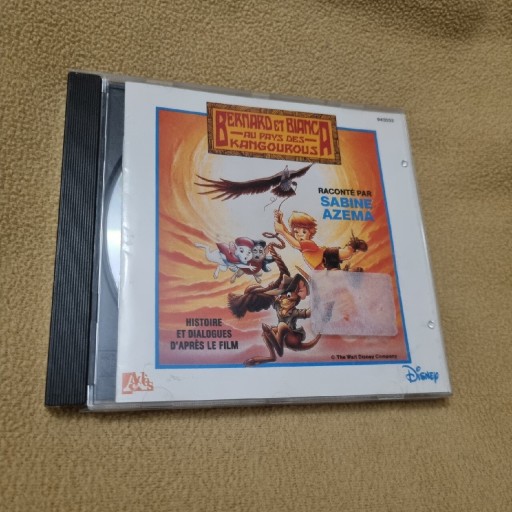 BERNARD ET BIANCA
AU PAYS DES
KANGOUROUS
RACONTÉ PAR
SABINE
AZEMA
HISTOIRE
ET DIALOGUES
D'APRÈS LE FILM
© The Walt Disney Company
Adès
Disney